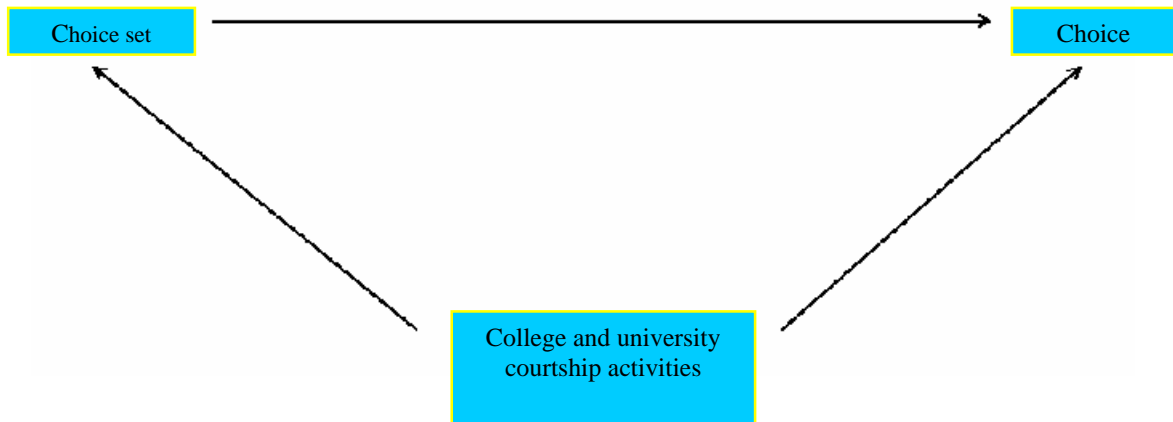 Choice set
Choice
College and university
courtship activities